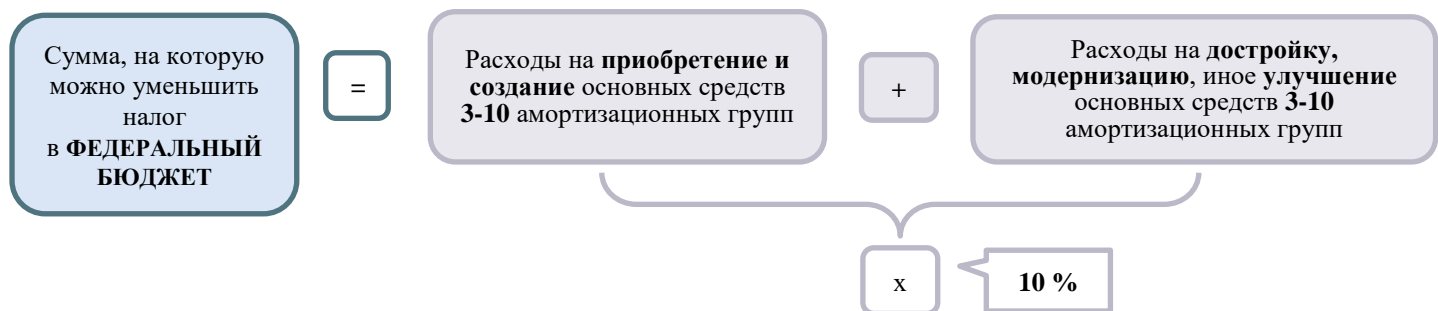 Сумма, на которую
можно уменьшить
налог
в ФЕДЕРАЛЬНЫЙ
БЮДЖЕТ
=
Расходы на приобретение и
создание основных средств
3-10 амортизационных групп
+
Расходы на достройку,
модернизацию, иное улучшение
основных средств 3-10
амортизационных групп
х
10 %